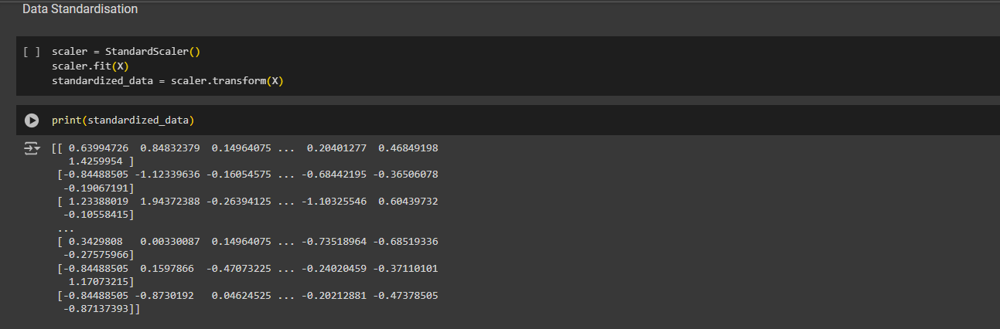 Data Standardisation
[ ] scaler = StandardScaler()
scaler.fit(X)
standardized_data = scaler.transform(X)
print(standardized_data)
[[ 0.63994726  0.84832379  0.14964075 ...  0.20401277  0.46849198
   1.4259954 ]
 [-0.84488505 -1.12339636 -0.16054575 ... -0.68442195 -0.36506078
  -0.19067191]
 [ 1.23388019  1.94372388 -0.26394125 ... -1.10325546  0.60439732
  -0.10558415]
 ...
 [ 0.3429808   0.00330087  0.14964075 ... -0.73518964 -0.68519336
  -0.27575966]
 [-0.84488505  0.1597866  -0.47073225 ... -0.24020459 -0.37110101
   1.17073215]
 [-0.84488505 -0.8730192   0.04624525 ... -0.20212881 -0.47378505
  -0.87137393]]